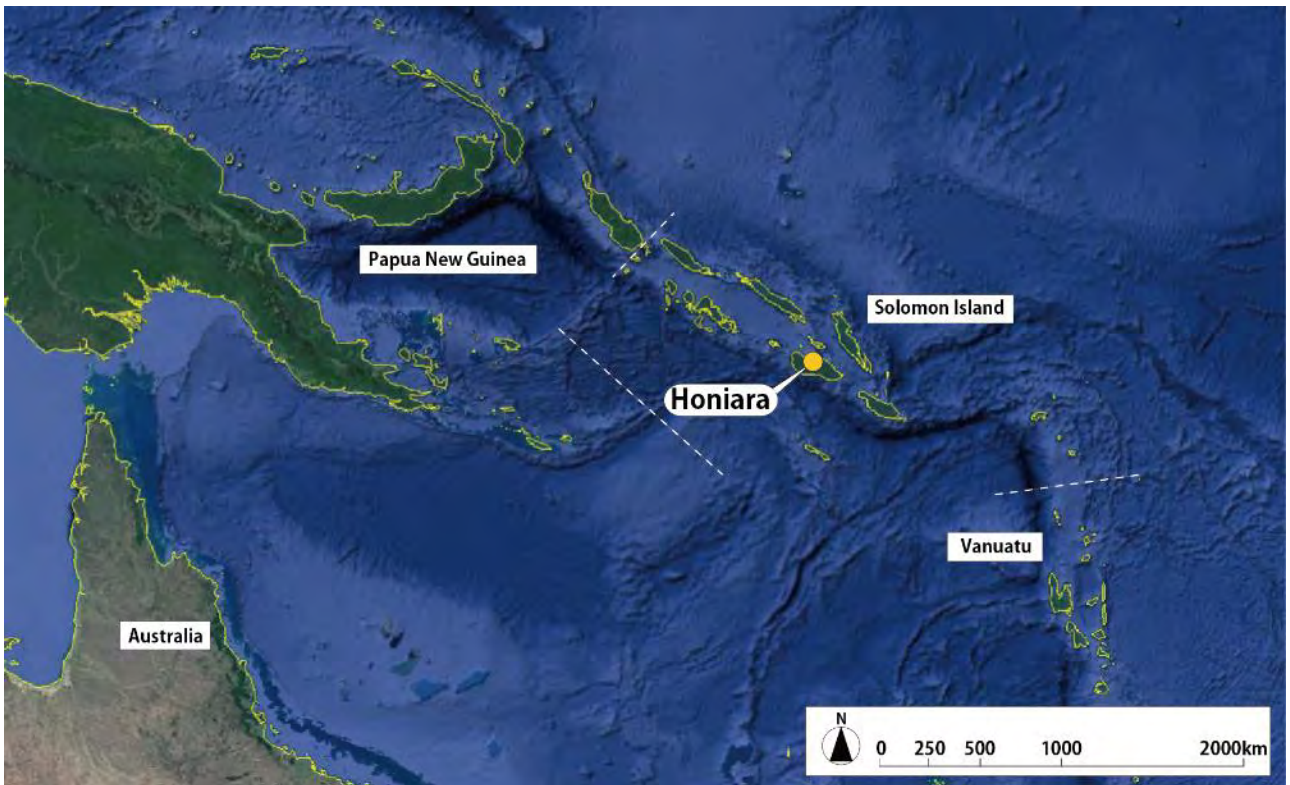 Papua New Guinea
Solomon Island
Honiara
Vanuatu
Australia
N
0 250 500 1000 2000km